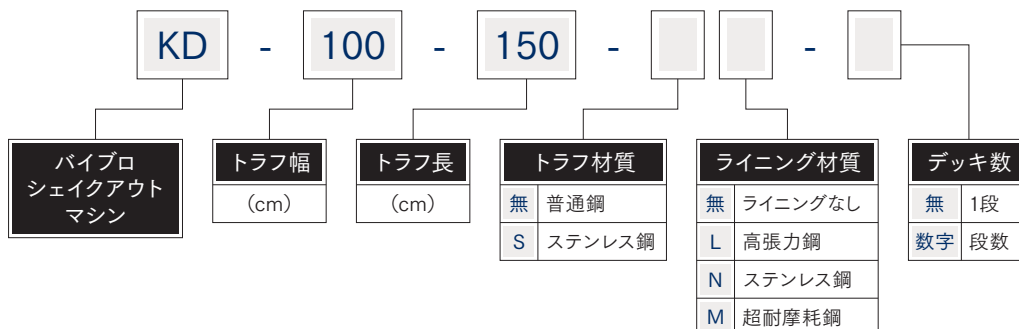 KD - 100 - 150 - -
バイブロ
シェイクアウト
マシン
トラフ幅
(cm)
トラフ長
(cm)
トラフ材質
無 普通鋼
S ステンレス鋼
ライニング材質
無 ライニングなし
L 高張力鋼
N ステンレス鋼
M 超耐摩耗鋼
デッキ数
無 1段
数字 段数